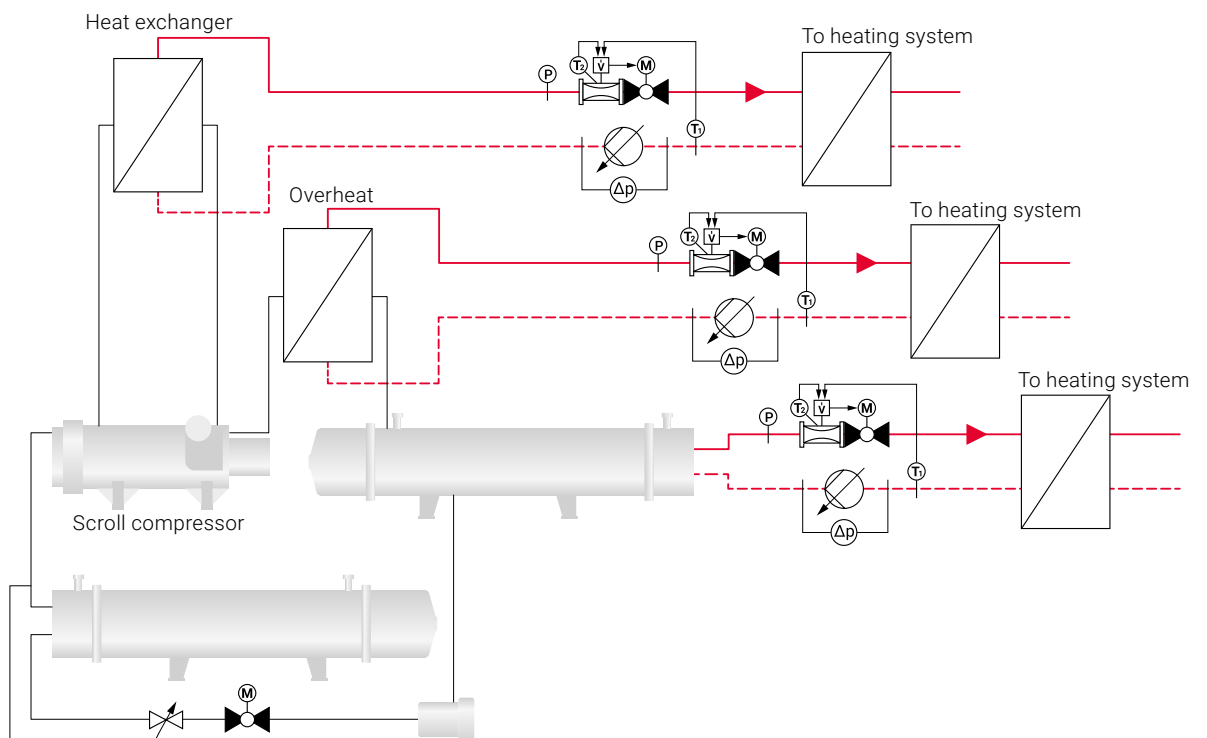 Heat exchanger
To heating system
T₂
V̇
M
P
T₁
Δp
Overheat
To heating system
T₂
V̇
M
P
T₁
Δp
To heating system
T₂
V̇
M
P
T₁
Δp
Scroll compressor
M